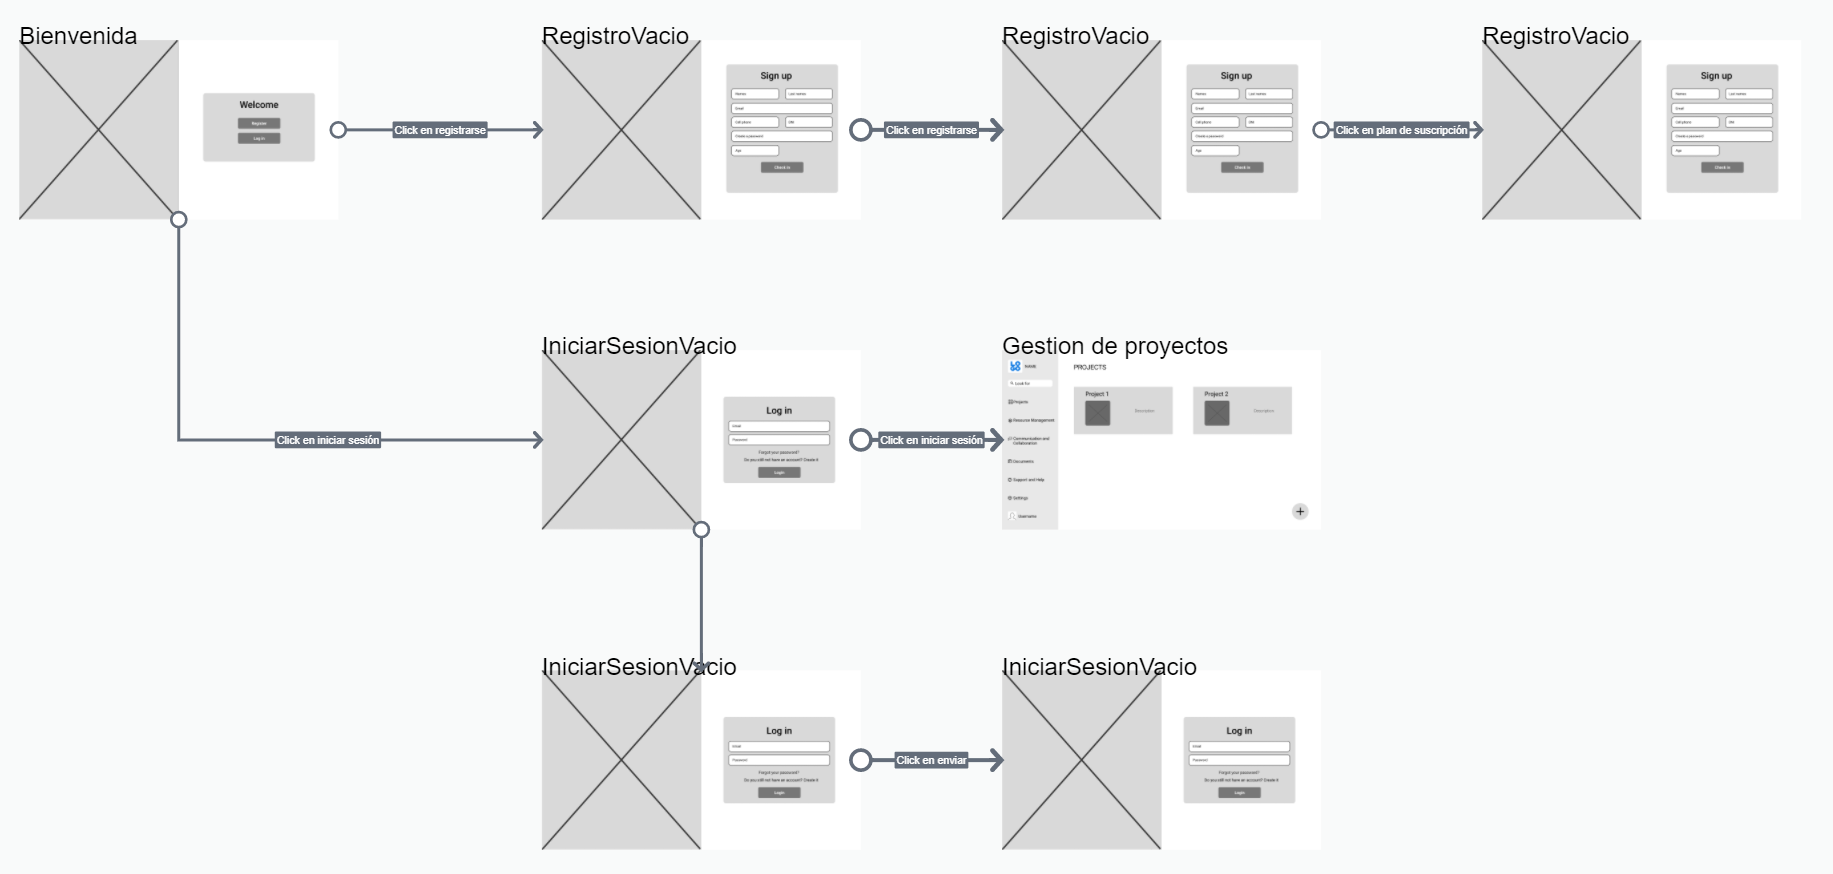 Bienvenida
Welcome
Register
Log in
Click en registrarse
RegistroVacio
Sign up
Names
Last names
Email
Cell phone
DNI
Create a password
Age
Check in
Click en registrarse
RegistroVacio
Sign up
Names
Last names
Email
Cell phone
DNI
Create a password
Age
Check in
Click en plan de suscripción
RegistroVacio
Sign up
Names
Last names
Email
Cell phone
DNI
Create a password
Age
Check in
Click en iniciar sesión
IniciarSesionVacio
Log in
Email
Password
Forgot your password?
Do you still not have an account? Create it
Login
Click en iniciar sesión
Gestion de proyectos
Look for
Projects
Resource Management
Communication and
Collaboration
Documents
Support and Help
Settings
Username
PROJECTS
Project 1
Description
Project 2
Description
+
IniciarSesionVacio
Log in
Email
Password
Forgot your password?
Do you still not have an account? Create it
Login
Click en enviar
IniciarSesionVacio
Log in
Email
Password
Forgot your password?
Do you still not have an account? Create it
Login